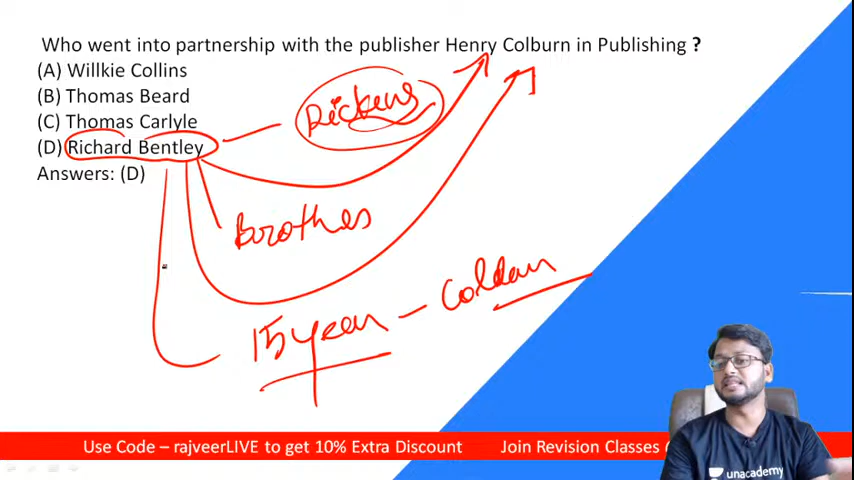 Who went into partnership with the publisher Henry Colburn in Publishing ?
(A) Willkie Collins
(B) Thomas Beard
(C) Thomas Carlyle
(D) Richard Bentley
Answers: (D)
Dickens
Brothes
15 year -
Use Code – rajveerLIVE to get 10% Extra Discount
Join Revision Classes
unacademy